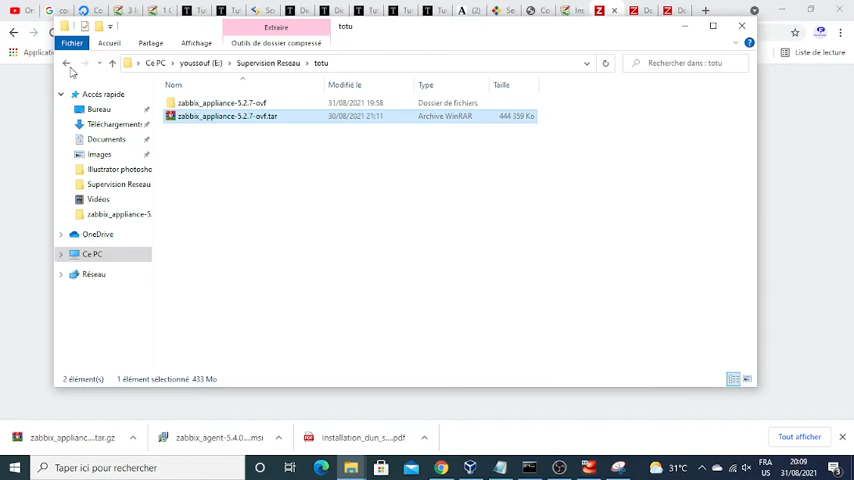 Extraire
totu
Fichier
Accueil
Partage
Affichage
Outils de dossier compressé
Ce PC
youssouf (E:)
Supervision Reseau
totu
Rechercher dans : totu
Nom
Modifié le
Type
Taille
Accès rapide
zabbix_appliance-5.2.7-ovf
31/08/2021 19:58
Dossier de fichiers
Bureau
zabbix_appliance-5.2.7-ovf.tar
30/08/2021 21:11
Archive WinRAR
444 359 Ko
Téléchargements
Documents
Images
Illustrator photosho
Supervision Reseau
Vidéos
zabbix_appliance-5.
OneDrive
Ce PC
Réseau
2 élément(s)
1 élément sélectionné 433 Mo
Applicatio
Liste de lecture
zabbix_applianc....tar.gz
zabbix_agent-5.4.0....msi
Installation_dun_s....pdf
Tout afficher
Taper ici pour rechercher
31°C
FRA
US
20:09
31/08/2021